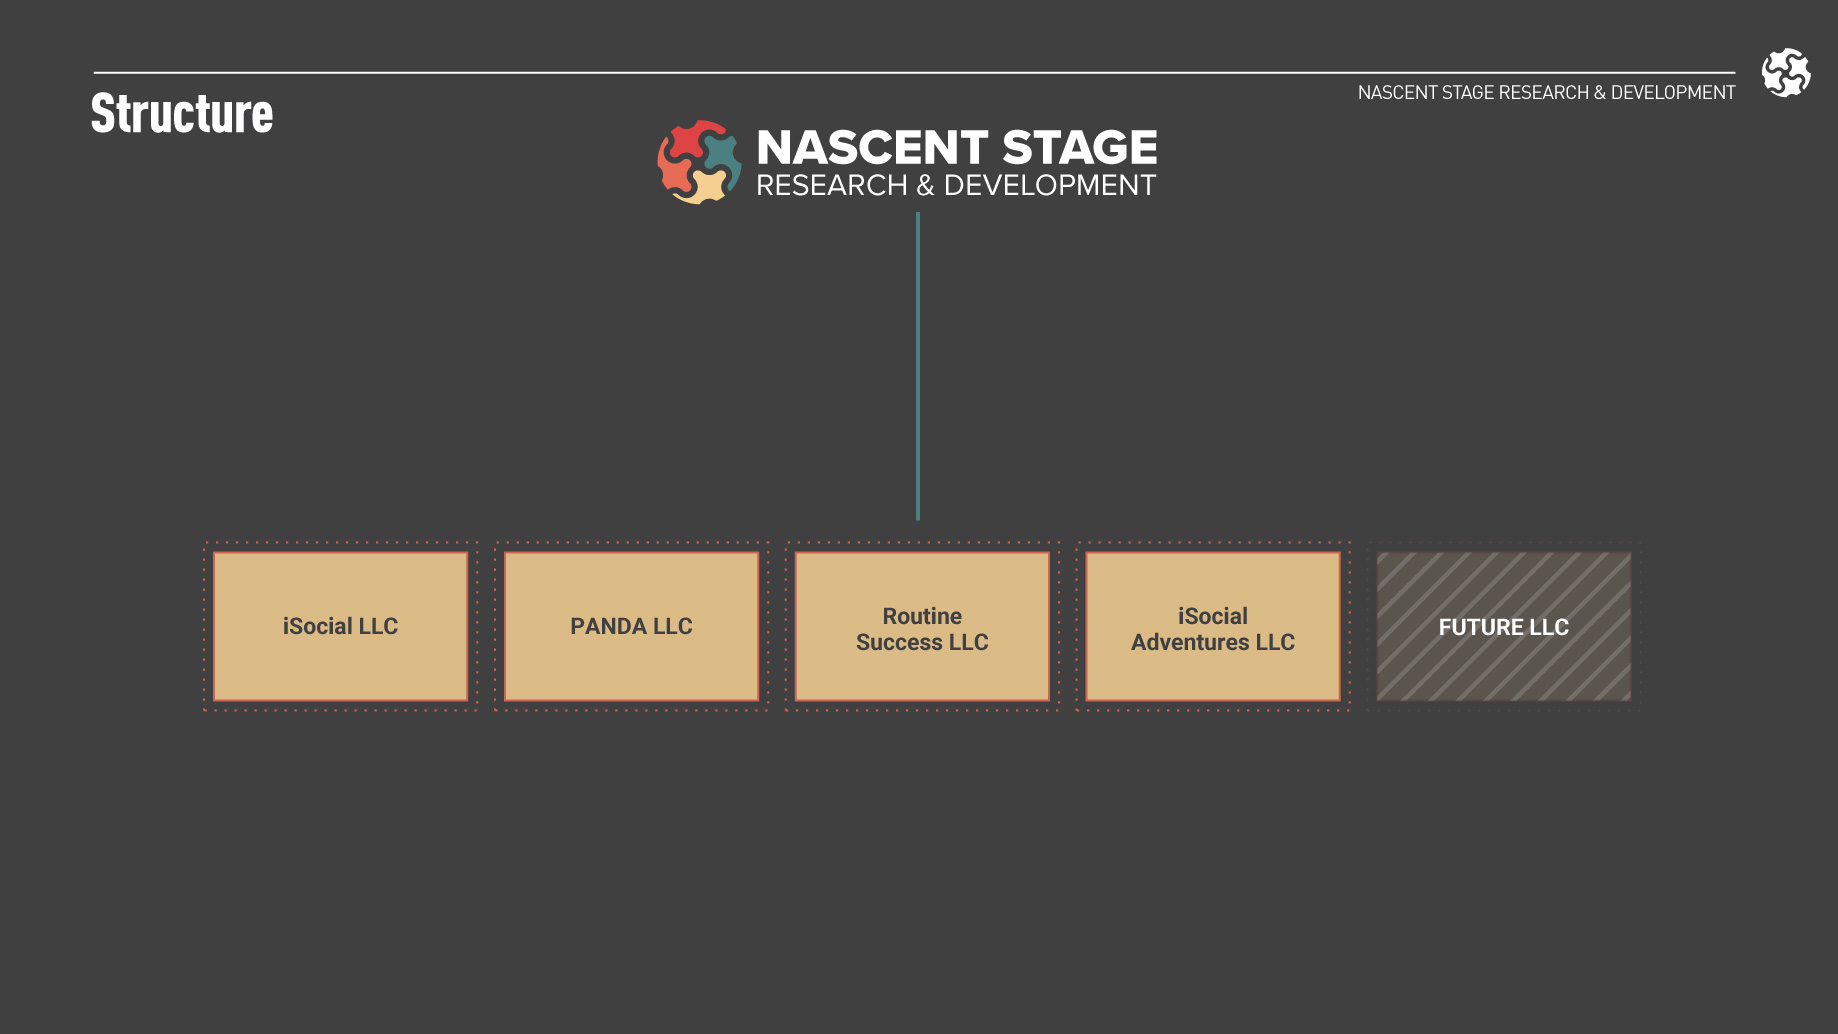 NASCENT STAGE RESEARCH & DEVELOPMENT
Structure
NASCENT STAGE
RESEARCH & DEVELOPMENT
iSocial LLC
PANDA LLC
Routine
Success LLC
iSocial
Adventures LLC
FUTURE LLC